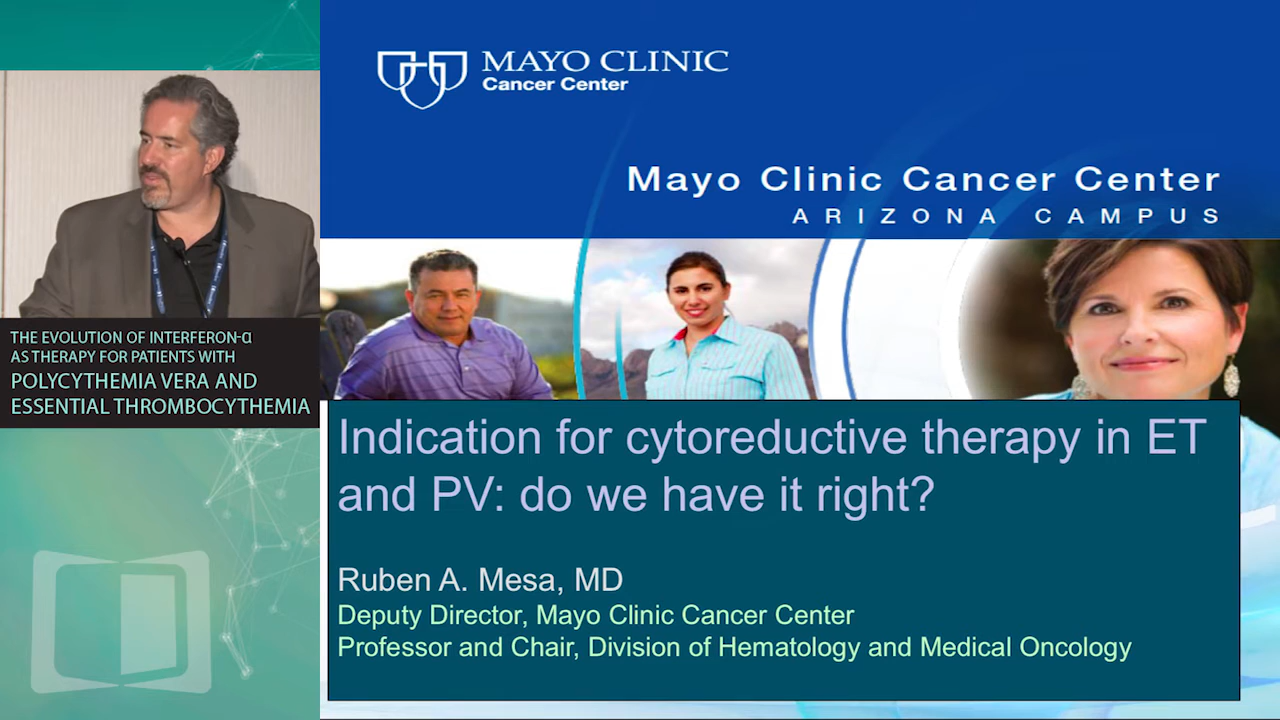 MAYO CLINIC
Cancer Center
Mayo Clinic Cancer Center
ARIZONA CAMPUS
THE EVOLUTION OF INTERFERON-α
AS THERAPY FOR PATIENTS WITH
POLYCYTHEMIA VERA AND
ESSENTIAL THROMBOCYTHEMIA
Indication for cytoreductive therapy in ET
and PV: do we have it right?
Ruben A. Mesa, MD
Deputy Director, Mayo Clinic Cancer Center
Professor and Chair, Division of Hematology and Medical Oncology